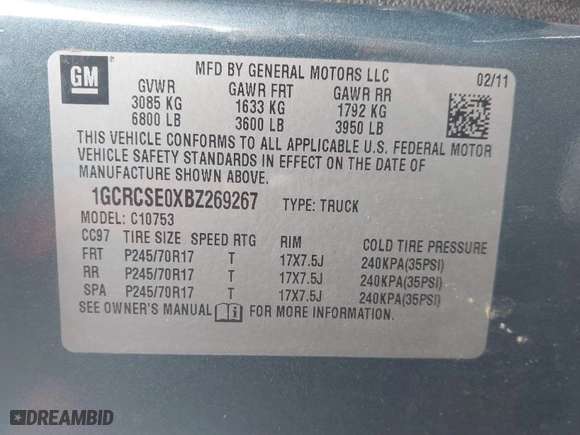 GM
MFD BY GENERAL MOTORS LLC 02/11
GVWR GAWR FRT GAWR RR
3085 KG 1633 KG 1792 KG
6800 LB 3600 LB 3950 LB
THIS VEHICLE CONFORMS TO ALL APPLICABLE U.S. FEDERAL MOTOR
VEHICLE SAFETY STANDARDS IN EFFECT ON THE DATE OF
MANUFACTURE SHOWN ABOVE.
1GCRCSE0XBZ269267 TYPE: TRUCK
MODEL: C10753
CC97 TIRE SIZE SPEED RTG RIM COLD TIRE PRESSURE
FRT P245/70R17 T 17X7.5J 240KPA(35PSI)
RR P245/70R17 T 17X7.5J 240KPA(35PSI)
SPA P245/70R17 T 17X7.5J 240KPA(35PSI)
SEE OWNER'S MANUAL FOR MORE INFORMATION.
DREAMBID